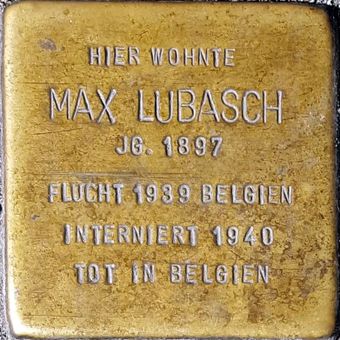 HIER WOHNTE
MAX LUBASCH
JG. 1897
FLUCHT 1939 BELGIEN
INTERNIERT 1940
TOT IN BELGIEN